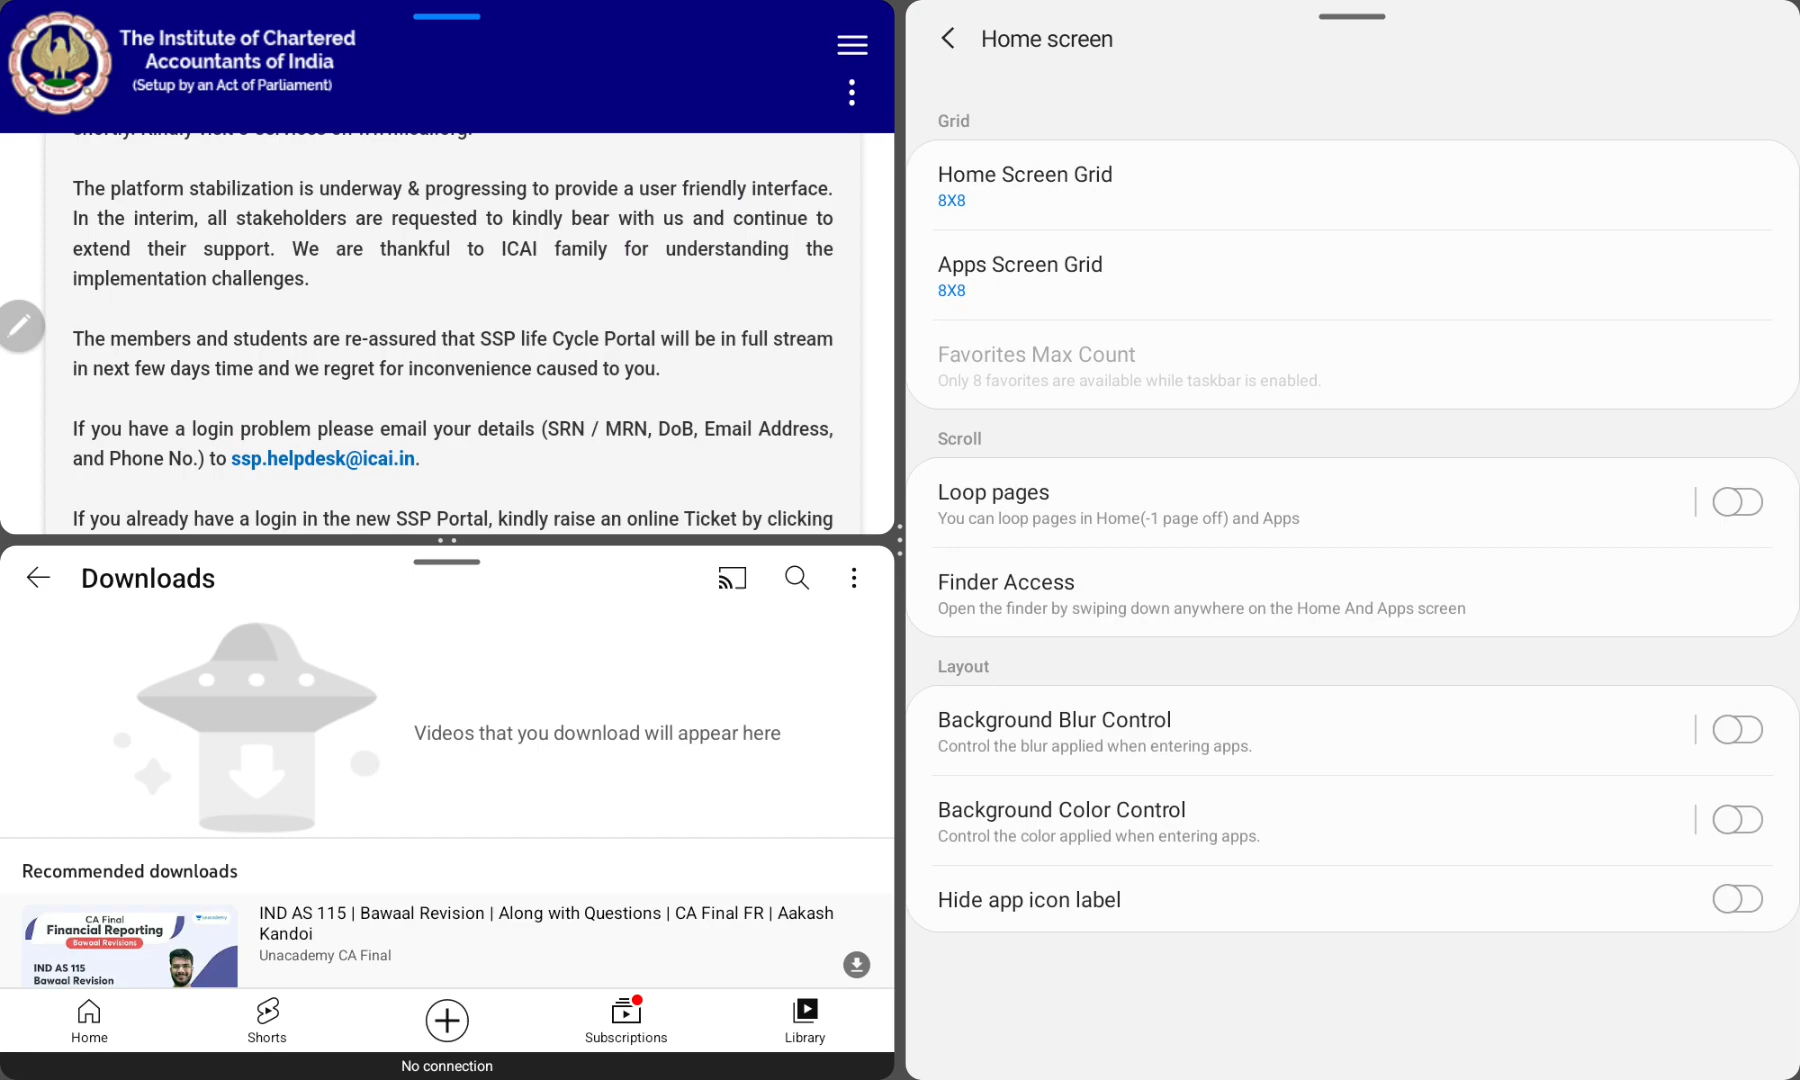 The Institute of Chartered
Accountants of India
(Setup by an Act of Parliament)
The platform stabilization is underway & progressing to provide a user friendly interface.
In the interim, all stakeholders are requested to kindly bear with us and continue to
extend their support. We are thankful to ICAI family for understanding the
implementation challenges.
The members and students are re-assured that SSP life Cycle Portal will be in full stream
in next few days time and we regret for inconvenience caused to you.
If you have a login problem please email your details (SRN / MRN, DoB, Email Address,
and Phone No.) to ssp.helpdesk@icai.in.
If you already have a login in the new SSP Portal, kindly raise an online Ticket by clicking
Downloads
Videos that you download will appear here
Recommended downloads
CA Final
Financial Reporting
Bawaal Revisions
IND AS 115
Bawaal Revision
unacademy
IND AS 115 | Bawaal Revision | Along with Questions | CA Final FR | Aakash
Kandoi
Unacademy CA Final
Home
Shorts
Subscriptions
Library
No connection
Home screen
Grid
Home Screen Grid
8X8
Apps Screen Grid
8X8
Favorites Max Count
Only 8 favorites are available while taskbar is enabled.
Scroll
Loop pages
You can loop pages in Home(-1 page off) and Apps
Finder Access
Open the finder by swiping down anywhere on the Home And Apps screen
Layout
Background Blur Control
Control the blur applied when entering apps.
Background Color Control
Control the color applied when entering apps.
Hide app icon label